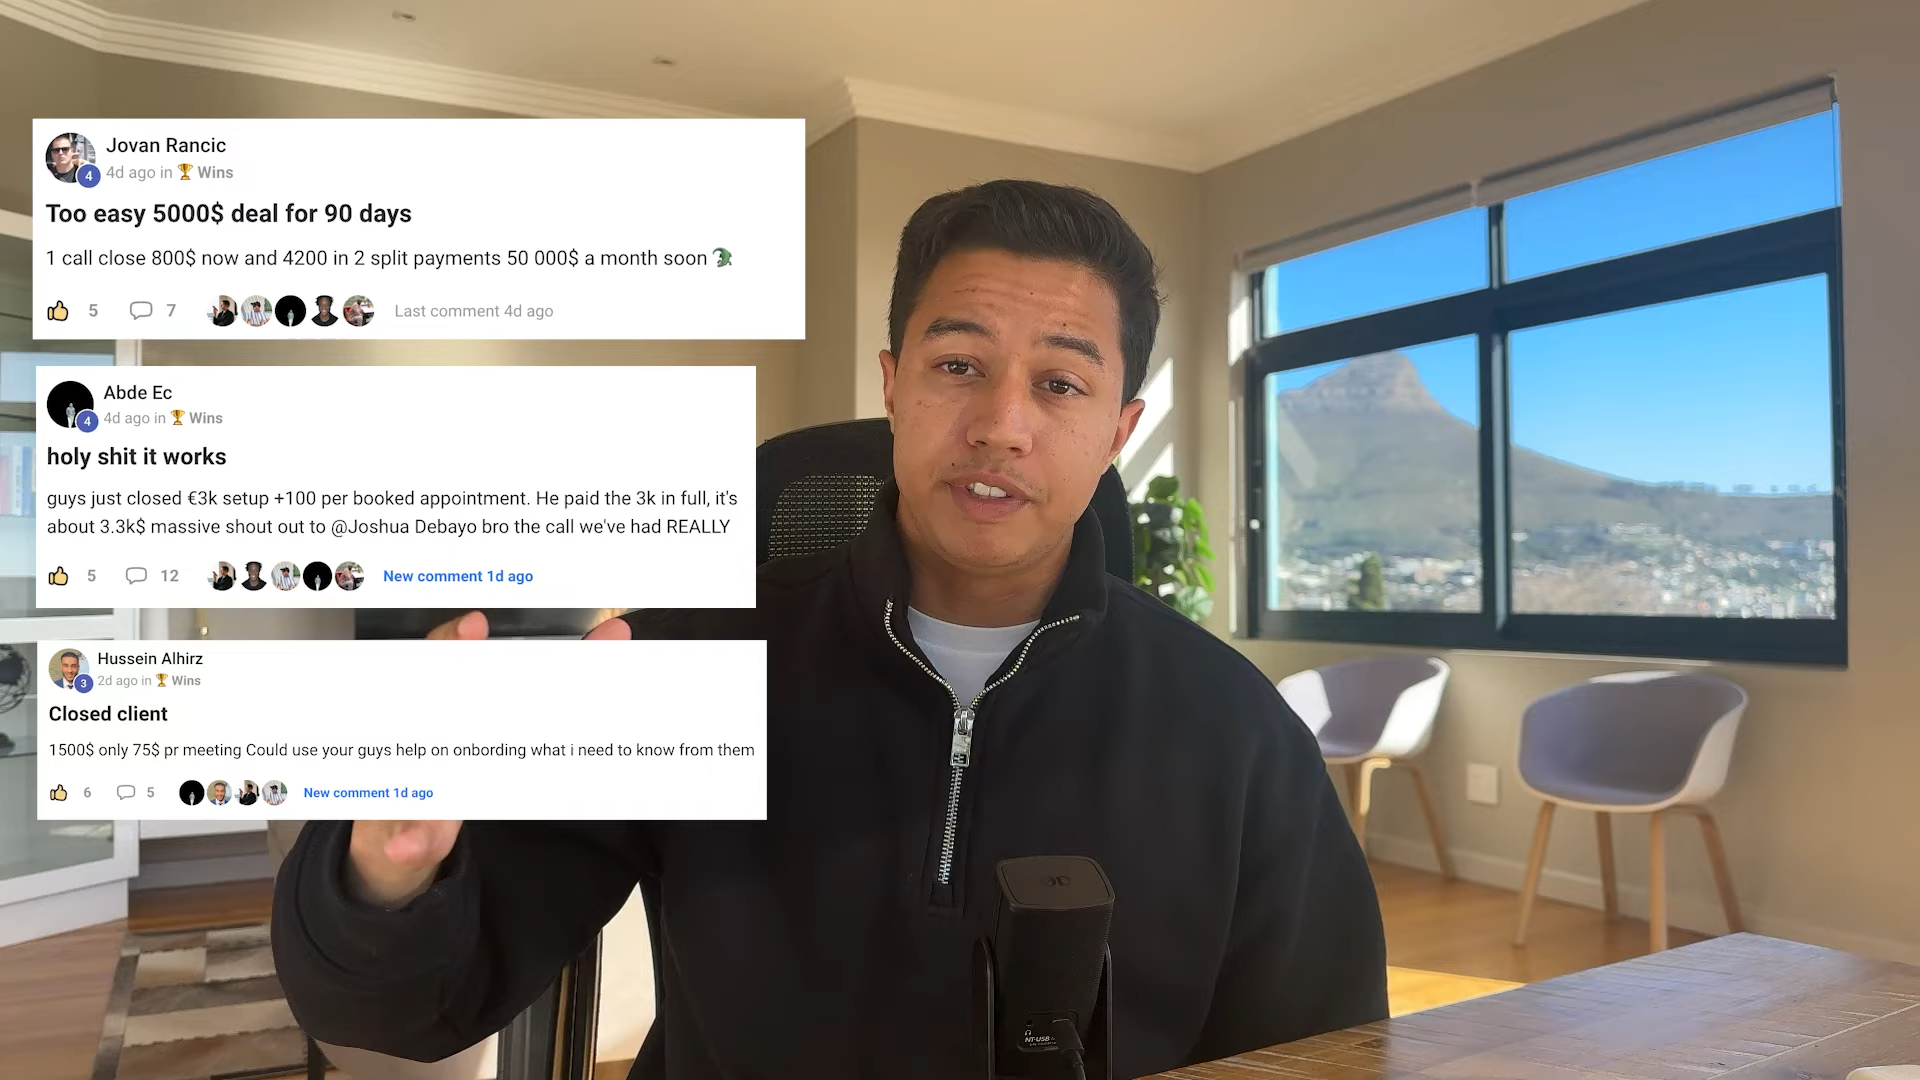 Jovan Rancic
4
4d ago in 🏆 Wins
Too easy 5000$ deal for 90 days
1 call close 800$ now and 4200 in 2 split payments 50 000$ a month soon 🐊
5 7 Last comment 4d ago
Abde Ec
4
4d ago in 🏆 Wins
holy shit it works
guys just closed €3k setup +100 per booked appointment. He paid the 3k in full, it's
about 3.3k$ massive shout out to @Joshua Debayo bro the call we've had REALLY
5 12 New comment 1d ago
Hussein Alhirz
3
2d ago in 🏆 Wins
Closed client
1500$ only 75$ pr meeting Could use your guys help on onbording what i need to know from them
6 5 New comment 1d ago
NT-USB